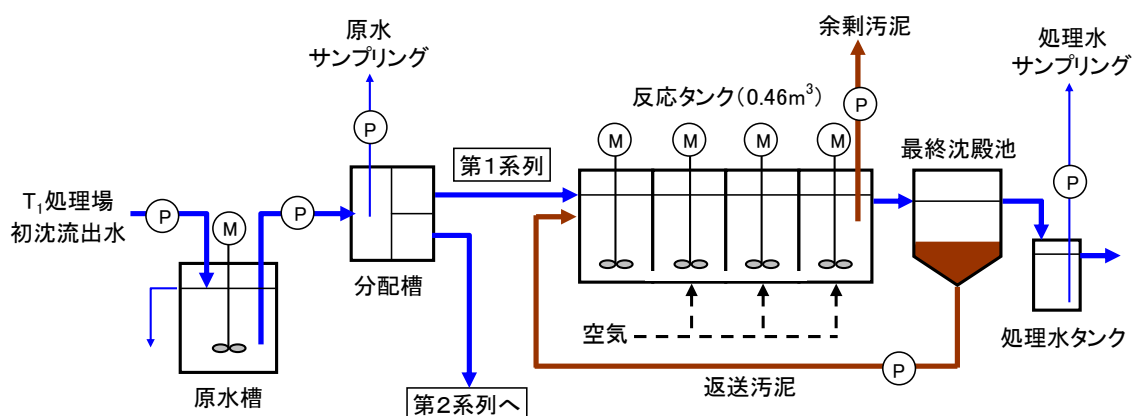 原水
サンプリング
余剰汚泥
処理水
サンプリング
反応タンク(0.46m³)
P
P
P
M
M
M
M
第1系列
最終沈殿池
T₁処理場
初沈流出水
P
M
P
分配槽
空気
処理水タンク
原水槽
第2系列へ
返送汚泥
P